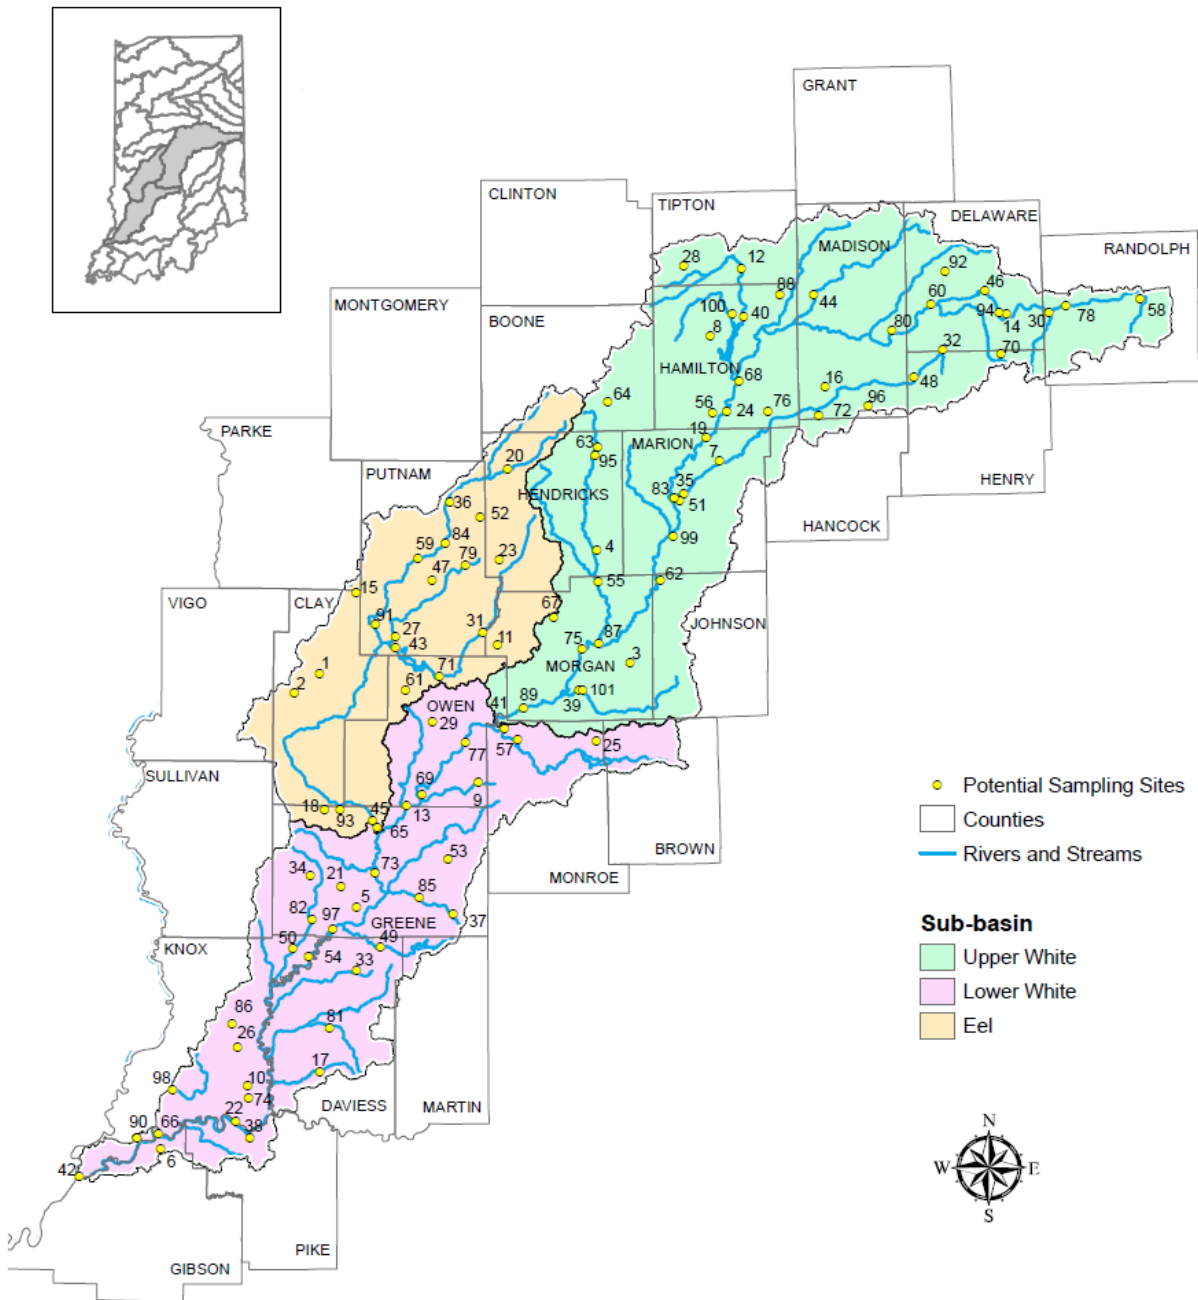 GRANT
CLINTON
TIPTON
DELAWARE
RANDOLPH
MADISON
MONTGOMERY
BOONE
HAMILTON
28
12
92
88
44
46
60
100
40
94
14
30
78
58
8
80
32
70
68
48
16
64
56
24
76
72
96
PARKE
PUTNAM
19
MARION
63
95
7
20
HENDRICKS
HENRY
HANCOCK
36
52
35
83
51
84
59
79
23
99
4
47
55
62
15
VIGO
CLAY
91
67
JOHNSON
27
31
43
11
75
87
1
71
MORGAN
3
2
61
39
101
OWEN
41
89
29
57
25
77
SULLIVAN
69
9
18
93
45
13
65
BROWN
53
MONROE
34
21
73
5
85
82
97
GREENE
37
KNOX
50
49
54
33
86
26
81
98
10
17
74
DAVIESS
MARTIN
90
66
22
38
6
42
PIKE
GIBSON
Potential Sampling Sites
Counties
Rivers and Streams
Sub-basin
Upper White
Lower White
Eel
N
W
E
S